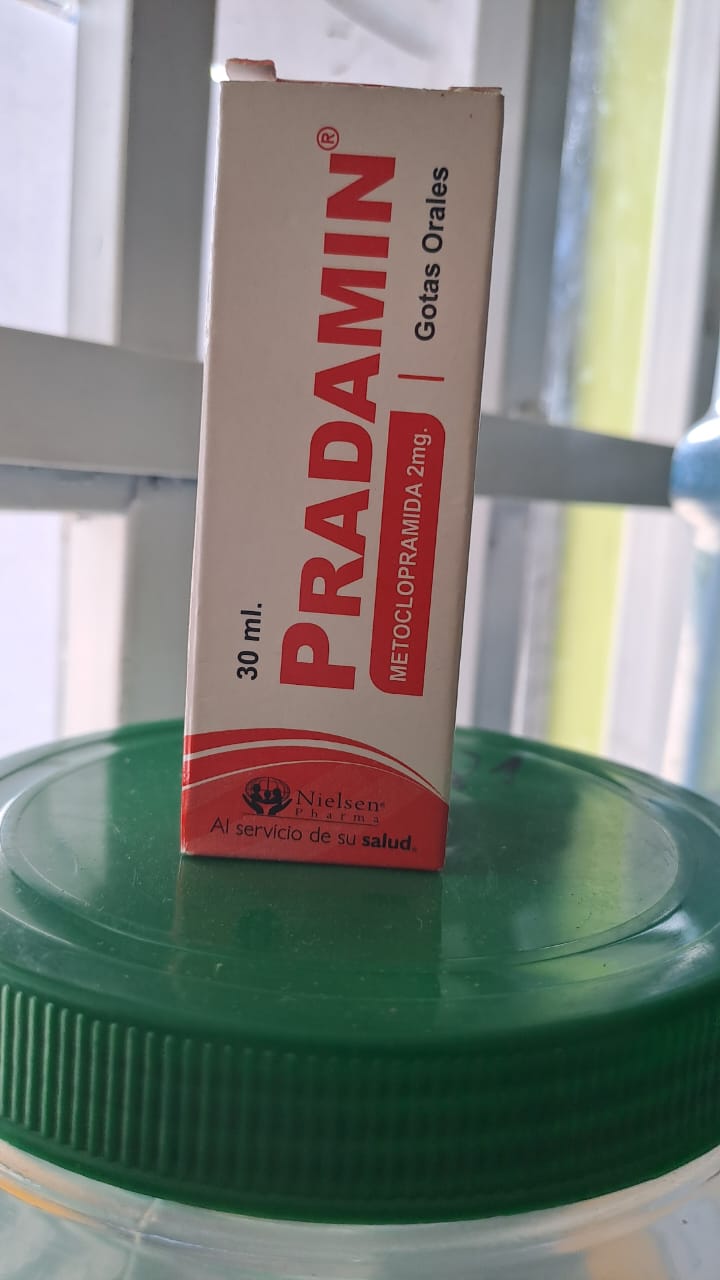 30 ml.
PRADAMIN®
METOCLOPRAMIDA 2mg. | Gotas Orales
Nielsen®
Pharma
Al servicio de su salud.